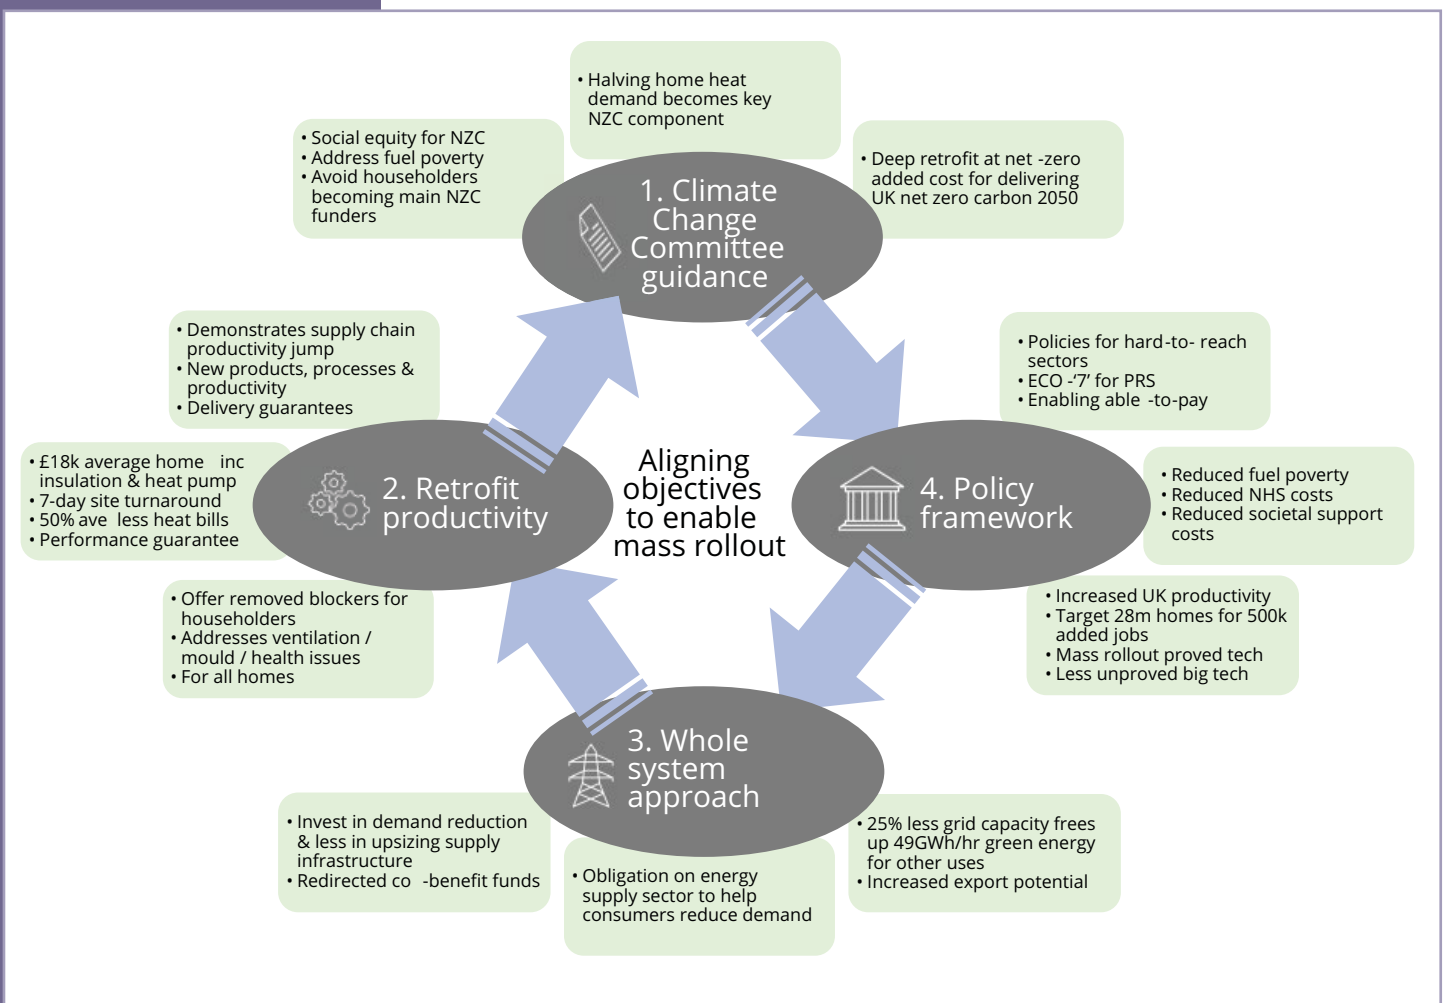 • Halving home heat
demand becomes key
NZC component
• Social equity for NZC
• Address fuel poverty
• Avoid householders
becoming main NZC
funders
• Deep retrofit at net -zero
added cost for delivering
UK net zero carbon 2050
1. Climate
Change
Committee
guidance
• Demonstrates supply chain
productivity jump
• New products, processes &
productivity
• Delivery guarantees
• £18k average home inc
insulation & heat pump
• 7-day site turnaround
• 50% ave less heat bills
• Performance guarantee
• Offer removed blockers for
householders
• Addresses ventilation /
mould / health issues
• For all homes
2. Retrofit
productivity
Aligning
objectives
to enable
mass rollout
4. Policy
framework
• Policies for hard-to- reach
sectors
• ECO -‘7’ for PRS
• Enabling able -to-pay
• Reduced fuel poverty
• Reduced NHS costs
• Reduced societal support
costs
• Increased UK productivity
• Target 28m homes for 500k
added jobs
• Mass rollout proved tech
• Less unproved big tech
3. Whole
system
approach
• Invest in demand reduction
& less in upsizing supply
infrastructure
• Redirected co -benefit funds
• Obligation on energy
supply sector to help
consumers reduce demand
• 25% less grid capacity frees
up 49GWh/hr green energy
for other uses
• Increased export potential